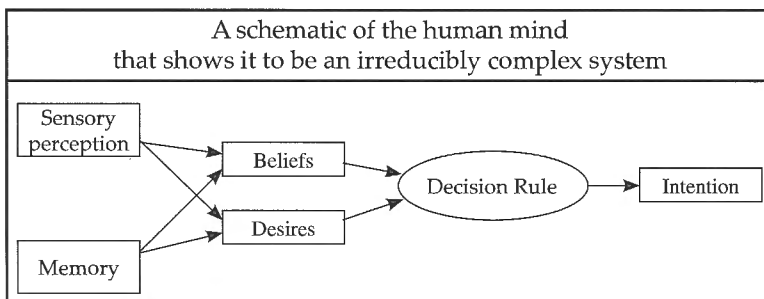 A schematic of the human mind
that shows it to be an irreducibly complex system
Sensory
perception
Beliefs
Decision Rule
Intention
Desires
Memory